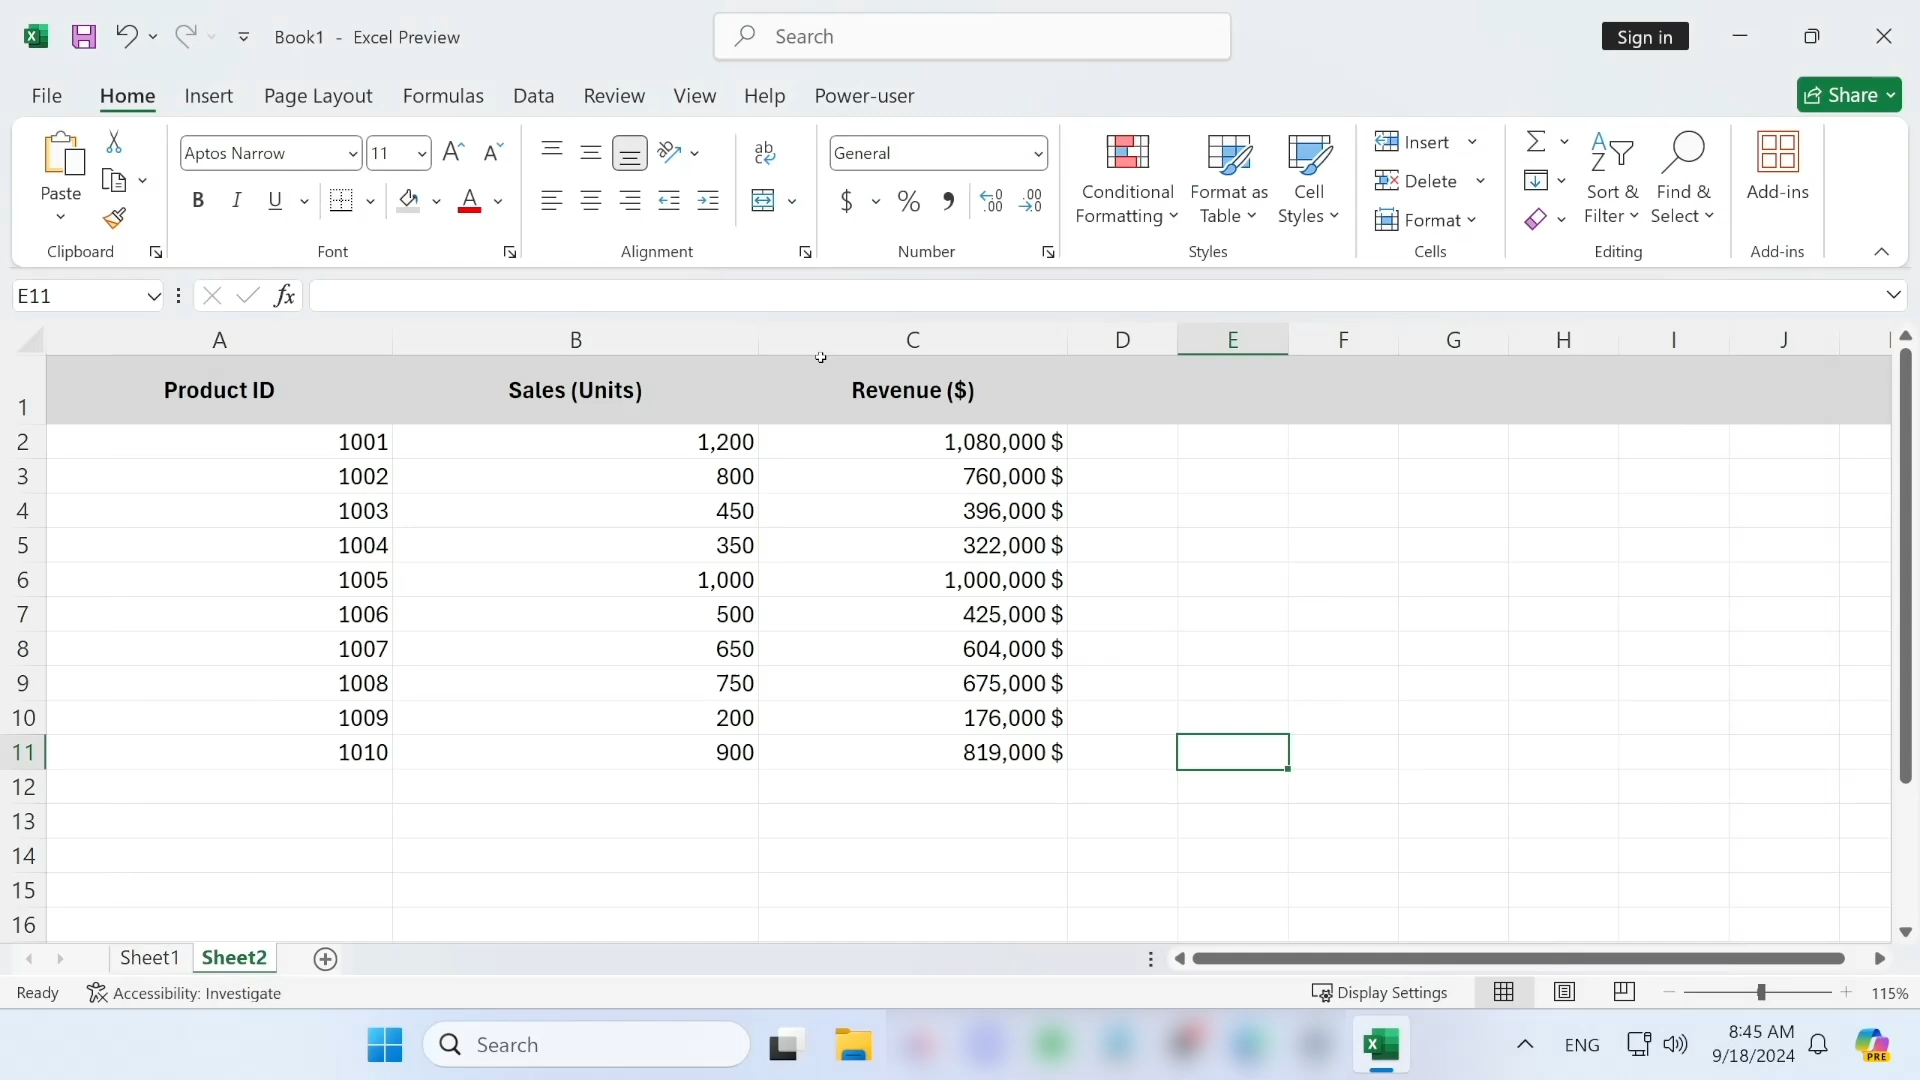 Book1 - Excel Preview
Search
Sign in
File Home Insert Page Layout Formulas Data Review View Help Power-user
Share
Paste
Clipboard
Aptos Narrow 11
B I U
Font
ab
Alignment
General
$ % 9
Number
Conditional Formatting
Format as Table
Cell Styles
Styles
Insert
Delete
Format
Cells
Sort & Filter
Find & Select
Editing
Add-ins
Add-ins
E11
fx
A B C D E F G H I J
1 Product ID Sales (Units) Revenue ($)
2 1001 1,200 1,080,000 $
3 1002 800 760,000 $
4 1003 450 396,000 $
5 1004 350 322,000 $
6 1005 1,000 1,000,000 $
7 1006 500 425,000 $
8 1007 650 604,000 $
9 1008 750 675,000 $
10 1009 200 176,000 $
11 1010 900 819,000 $
12
13
14
15
16
Sheet1 Sheet2
Ready Accessibility: Investigate Display Settings 115%
Search
ENG
8:45 AM
9/18/2024
PRE